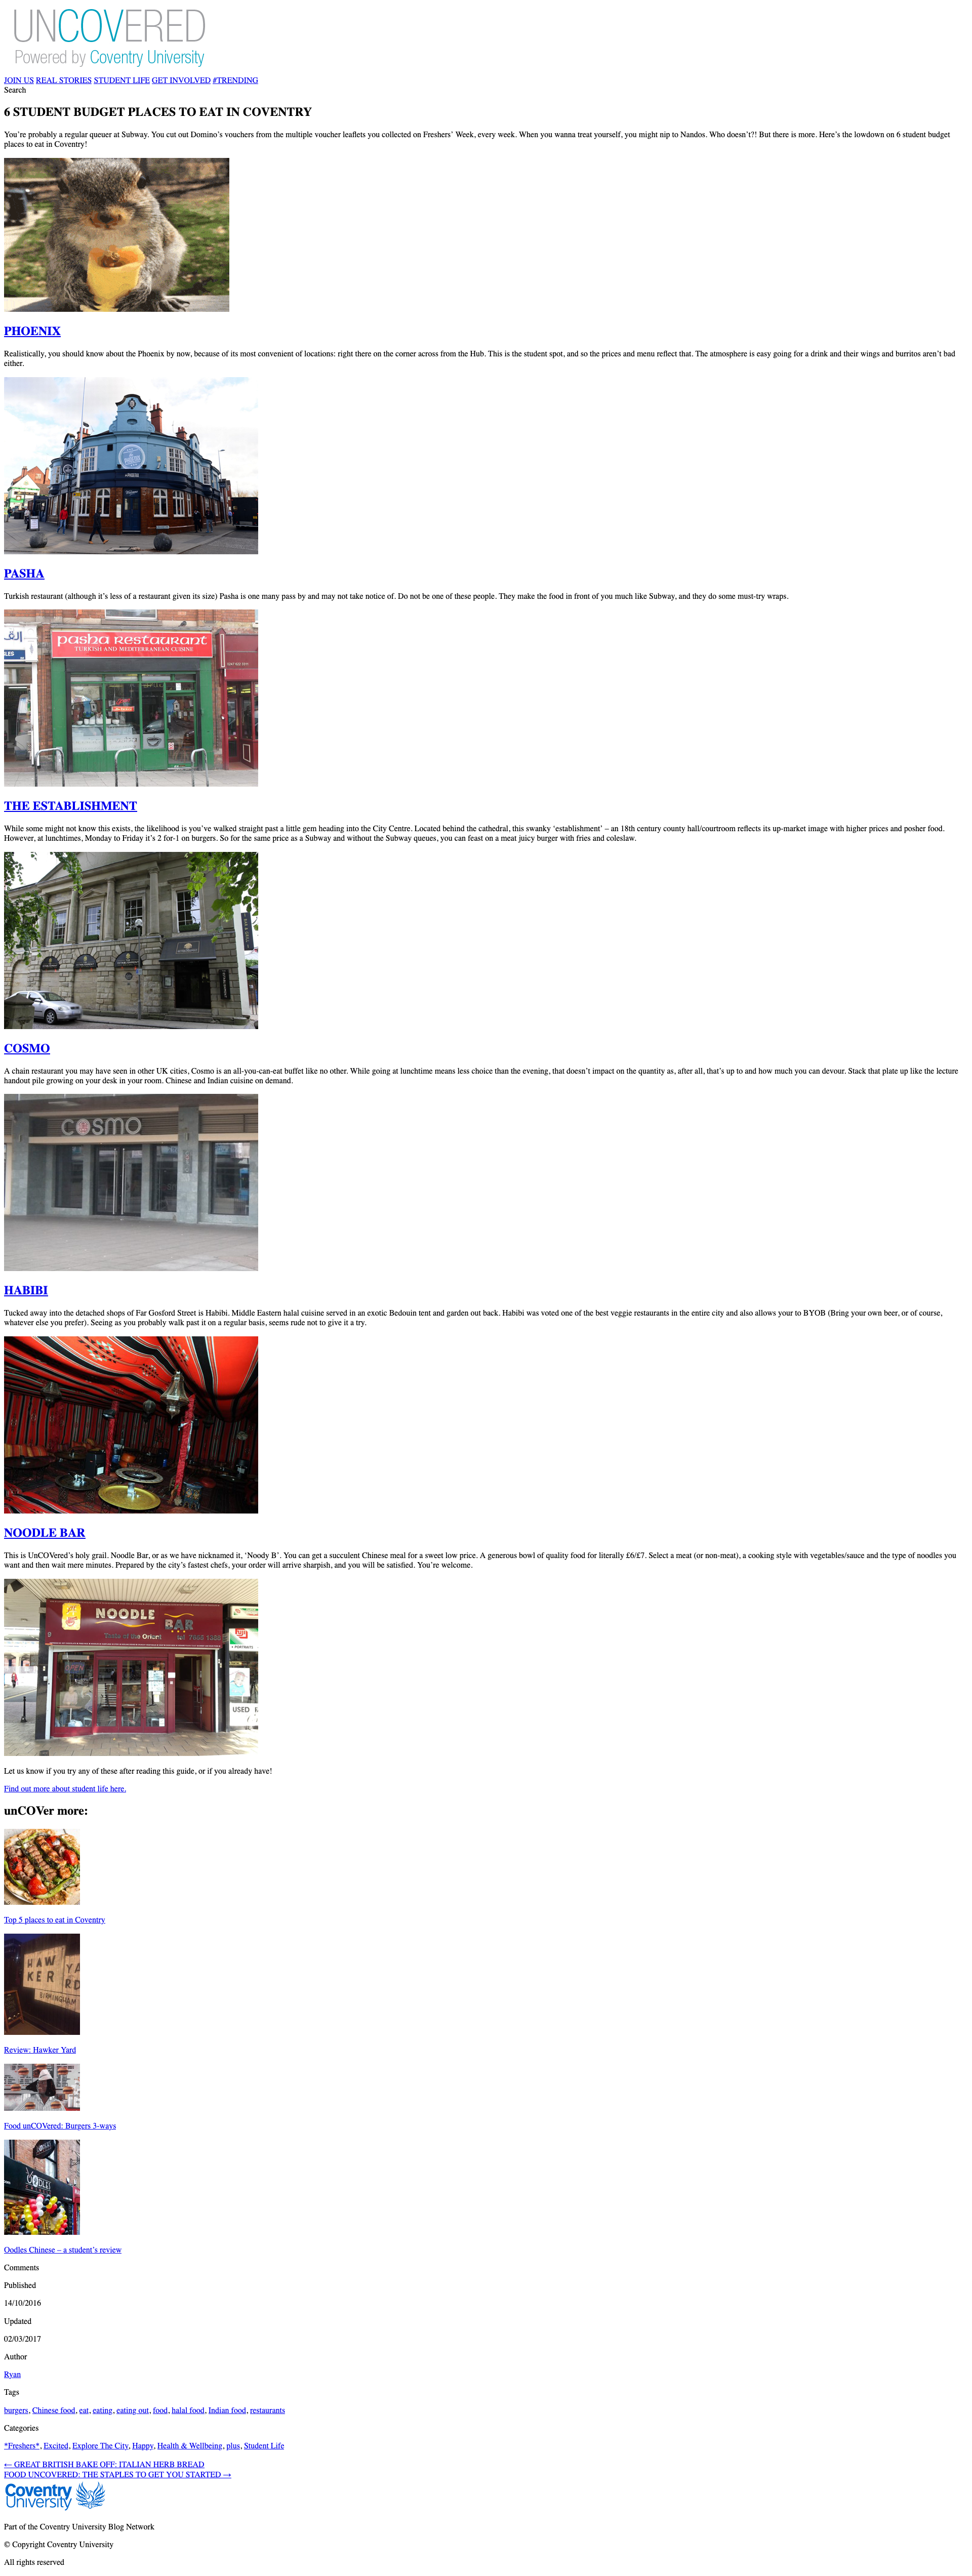 UNCOVERED
Powered by Coventry University
JOIN US REAL STORIES STUDENT LIFE GET INVOLVED #TRENDING
Search
6 STUDENT BUDGET PLACES TO EAT IN COVENTRY
You’re probably a regular queuer at Subway. You cut out Domino’s vouchers from the multiple voucher leaflets you collected on Freshers’ Week, every week. When you wanna treat yourself, you might nip to Nandos. Who doesn’t?! But there is more. Here’s the lowdown on 6 student budget
places to eat in Coventry!
PHOENIX
Realistically, you should know about the Phoenix by now, because of its most convenient of locations: right there on the corner across from the Hub. This is the student spot, and so the prices and menu reflect that. The atmosphere is easy going for a drink and their wings and burritos aren’t bad
either.
PASHA
Turkish restaurant (although it’s less of a restaurant given its size) Pasha is one many pass by and may not take notice of. Do not be one of these people. They make the food in front of you much like Subway, and they do some must-try wraps.
pasha restaurant
TURKISH AND MEDITERRANEAN CUISINE
THE ESTABLISHMENT
While some might not know this exists, the likelihood is you’ve walked straight past a little gem heading into the City Centre. Located behind the cathedral, this swanky ‘establishment’ – an 18th century county hall/courtroom reflects its up-market image with higher prices and posher food.
However, at lunchtimes, Monday to Friday it’s 2 for-1 on burgers. So for the same price as a Subway and without the Subway queues, you can feast on a meat juicy burger with fries and coleslaw.
COSMO
A chain restaurant you may have seen in other UK cities, Cosmo is an all-you-can-eat buffet like no other. While going at lunchtime means less choice than the evening, that doesn’t impact on the quantity as, after all, that’s up to and how much you can devour. Stack that plate up like the lecture
handout pile growing on your desk in your room. Chinese and Indian cuisine on demand.
COSMO
HABIBI
Tucked away into the detached shops of Far Gosford Street is Habibi. Middle Eastern halal cuisine served in an exotic Bedouin tent and garden out back. Habibi was voted one of the best veggie restaurants in the entire city and also allows your to BYOB (Bring your own beer, or of course,
whatever else you prefer). Seeing as you probably walk past it on a regular basis, seems rude not to give it a try.
NOODLE BAR
This is UnCOVered’s holy grail. Noodle Bar, or as we have nicknamed it, ‘Noody B’. You can get a succulent Chinese meal for a sweet low price. A generous bowl of quality food for literally £6/£7. Select a meat (or non-meat), a cooking style with vegetables/sauce and the type of noodles you
want and then wait mere minutes. Prepared by the city’s fastest chefs, your order will arrive sharpish, and you will be satisfied. You’re welcome.
NOODLE BAR
Taste of the Orient
USED
Let us know if you try any of these after reading this guide, or if you already have!
Find out more about student life here.
unCOVer more:
Top 5 places to eat in Coventry
HAW
KER YA
RD
BIRMINGHAM
Review: Hawker Yard
Food unCOVered: Burgers 3-ways
OODLES
Oodles Chinese – a student’s review
Comments
Published
14/10/2016
Updated
02/03/2017
Author
Ryan
Tags
burgers, Chinese food, eat, eating, eating out, food, halal food, Indian food, restaurants
Categories
*Freshers*, Excited, Explore The City, Happy, Health & Wellbeing, plus, Student Life
← GREAT BRITISH BAKE OFF: ITALIAN HERB BREAD
FOOD UNCOVERED: THE STAPLES TO GET YOU STARTED →
Coventry
University
Part of the Coventry University Blog Network
© Copyright Coventry University
All rights reserved